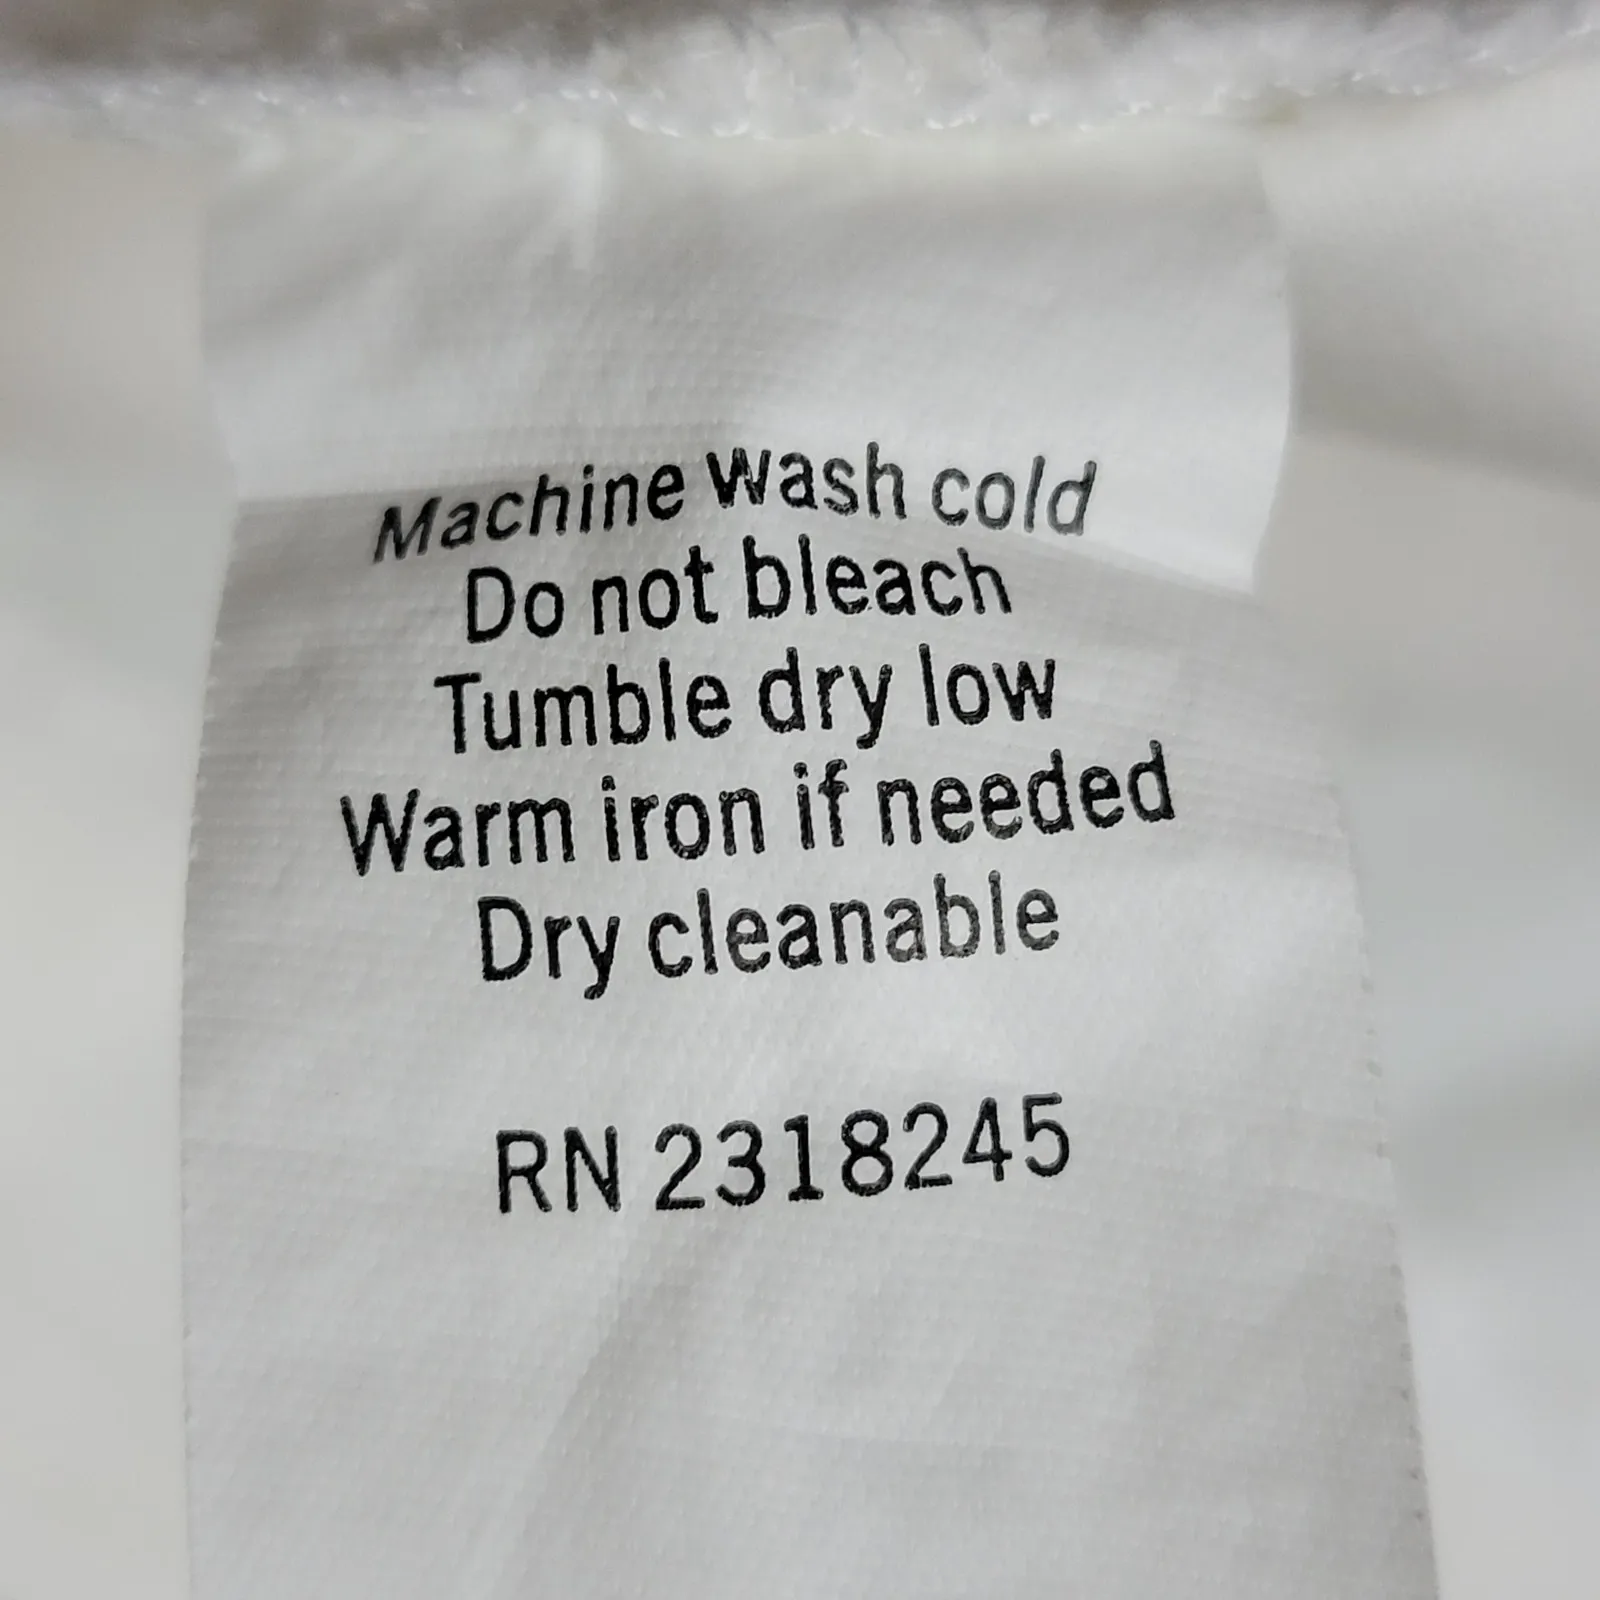 Machine wash cold
Do not bleach
Tumble dry low
Warm iron if needed
Dry cleanable
RN 2318245